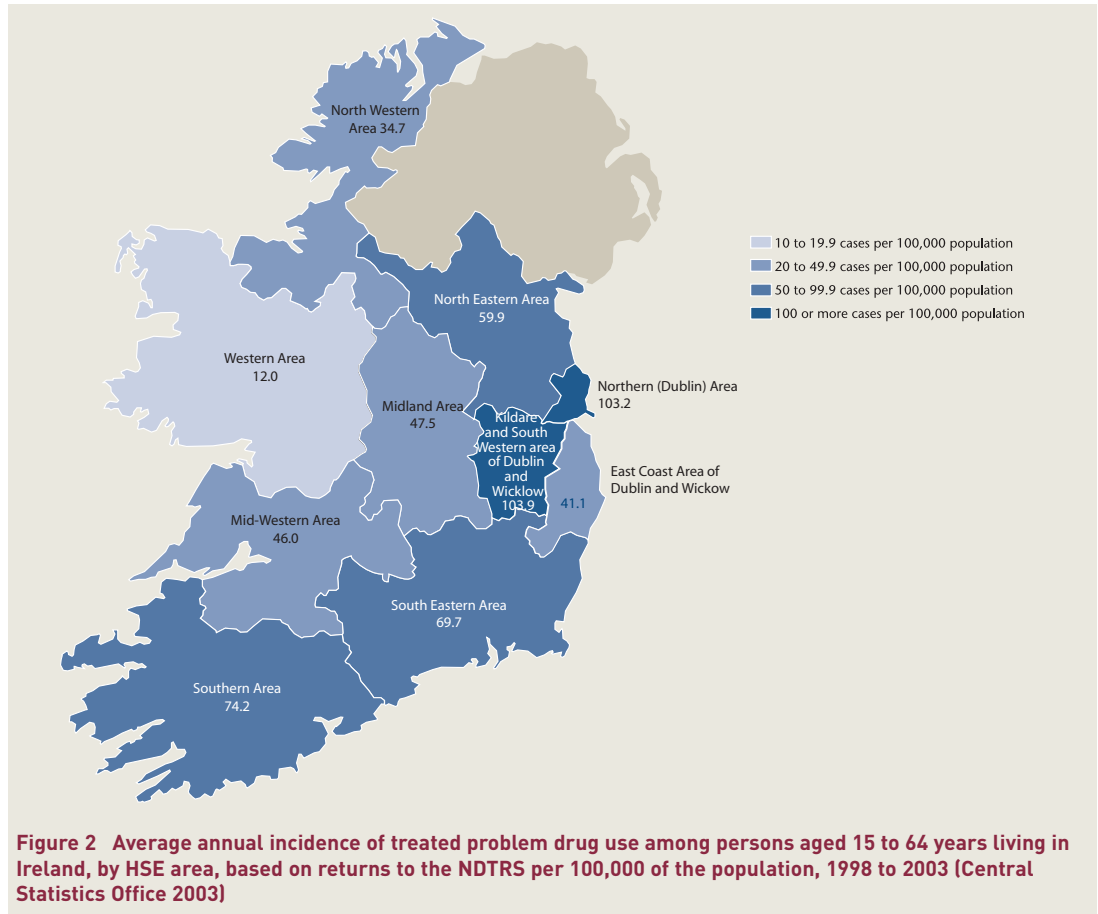 North Western
Area 34.7
10 to 19.9 cases per 100,000 population
20 to 49.9 cases per 100,000 population
50 to 99.9 cases per 100,000 population
100 or more cases per 100,000 population
North Eastern Area
59.9
Western Area
12.0
Northern (Dublin) Area
103.2
Midland Area
47.5
Kildare
and South
Western area
of Dublin
and
Wicklow
103.9
East Coast Area of
Dublin and Wickow
41.1
Mid-Western Area
46.0
South Eastern Area
69.7
Southern Area
74.2
Figure 2 Average annual incidence of treated problem drug use among persons aged 15 to 64 years living in
Ireland, by HSE area, based on returns to the NDTRS per 100,000 of the population, 1998 to 2003 (Central
Statistics Office 2003)